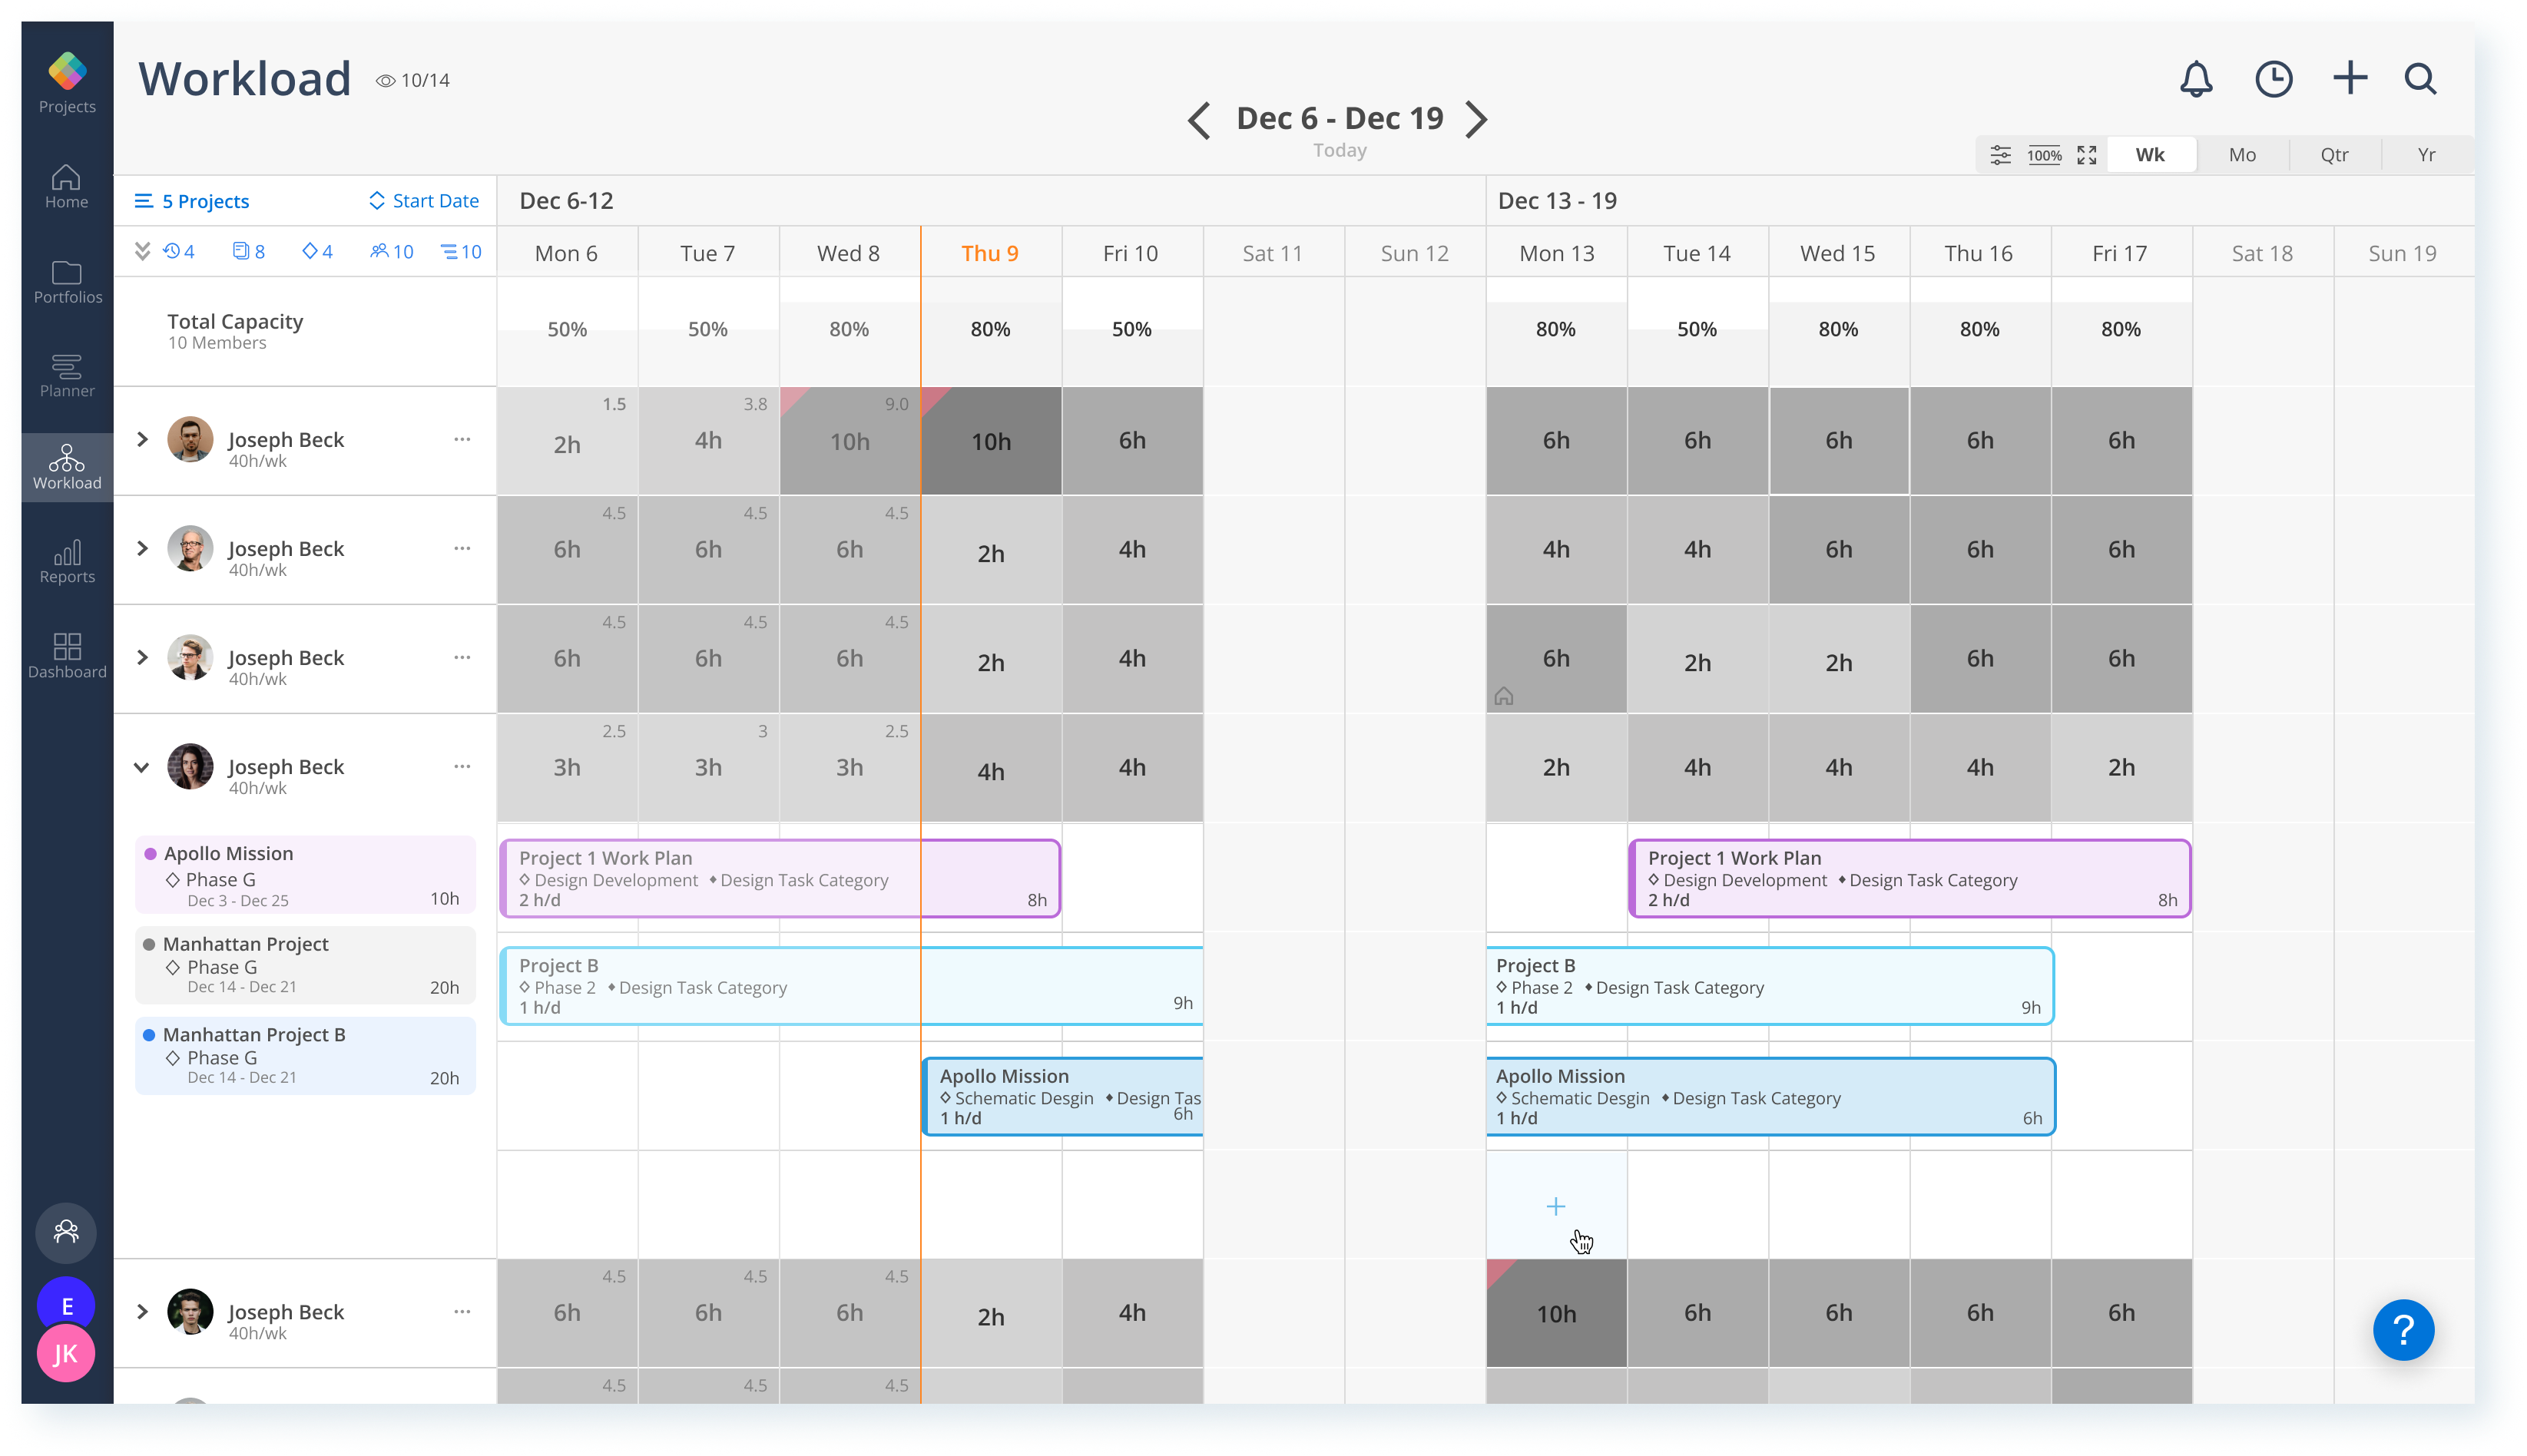 Projects
Home
Portfolios
Planner
Workload
Reports
Dashboard
E
JK
Workload 10/14
Dec 6 - Dec 19
Today
100% Wk Mo Qtr Yr
5 Projects Start Date Dec 6-12 Dec 13 - 19
4 8 4 10 10 Mon 6 Tue 7 Wed 8 Thu 9 Fri 10 Sat 11 Sun 12 Mon 13 Tue 14 Wed 15 Thu 16 Fri 17 Sat 18 Sun 19
Total Capacity 50% 50% 80% 80% 50% 80% 50% 80% 80% 80%
10 Members
1.5 3.8 9.0
Joseph Beck ... 2h 4h 10h 10h 6h 6h 6h 6h 6h 6h
40h/wk
4.5 4.5 4.5
Joseph Beck ... 6h 6h 6h 2h 4h 4h 4h 6h 6h 6h
40h/wk
4.5 4.5 4.5
Joseph Beck ... 6h 6h 6h 2h 4h 6h 2h 2h 6h 6h
40h/wk
2.5 3 2.5
Joseph Beck ... 3h 3h 3h 4h 4h 2h 4h 4h 4h 2h
40h/wk
Apollo Mission
Phase G
Dec 3 - Dec 25 10h
Manhattan Project
Phase G
Dec 14 - Dec 21 20h
Manhattan Project B
Phase G
Dec 14 - Dec 21 20h
Project 1 Work Plan
Design Development Design Task Category
2 h/d 8h
Project 1 Work Plan
Design Development Design Task Category
2 h/d 8h
Project B
Phase 2 Design Task Category
1 h/d 9h
Project B
Phase 2 Design Task Category
1 h/d 9h
Apollo Mission
Schematic Desgin Design Tas
1 h/d 6h
Apollo Mission
Schematic Desgin Design Task Category
1 h/d 6h
+
4.5 4.5 4.5
Joseph Beck ... 6h 6h 6h 2h 4h 10h 6h 6h 6h 6h
40h/wk
4.5 4.5 4.5
?